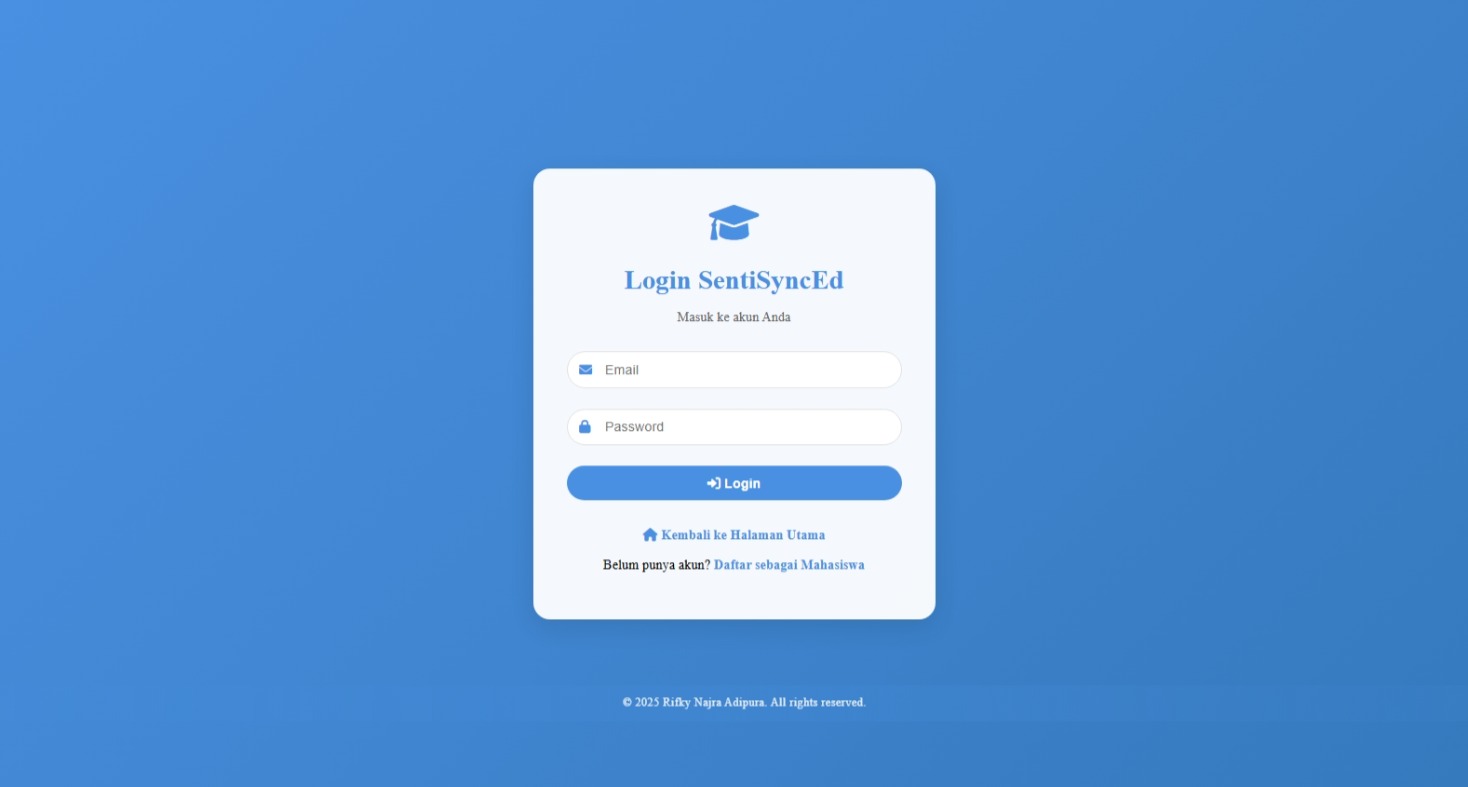 Login SentiSyncEd
Masuk ke akun Anda
Email
Password
Login
Kembali ke Halaman Utama
Belum punya akun? Daftar sebagai Mahasiswa
© 2025 Rifky Najra Adipura. All rights reserved.